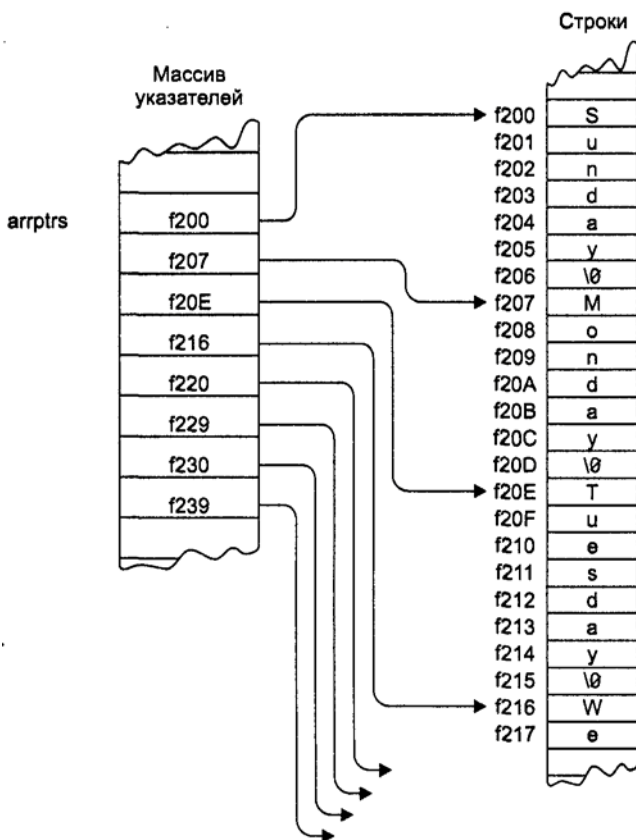 Строки
Массив
указателей
arrptrs
f200
f207
f20E
f216
f220
f229
f230
f239
f200 S
f201 u
f202 n
f203 d
f204 a
f205 y
f206 \0
f207 M
f208 o
f209 n
f20A d
f20B a
f20C y
f20D \0
f20E T
f20F u
f210 e
f211 s
f212 d
f213 a
f214 y
f215 \0
f216 W
f217 e